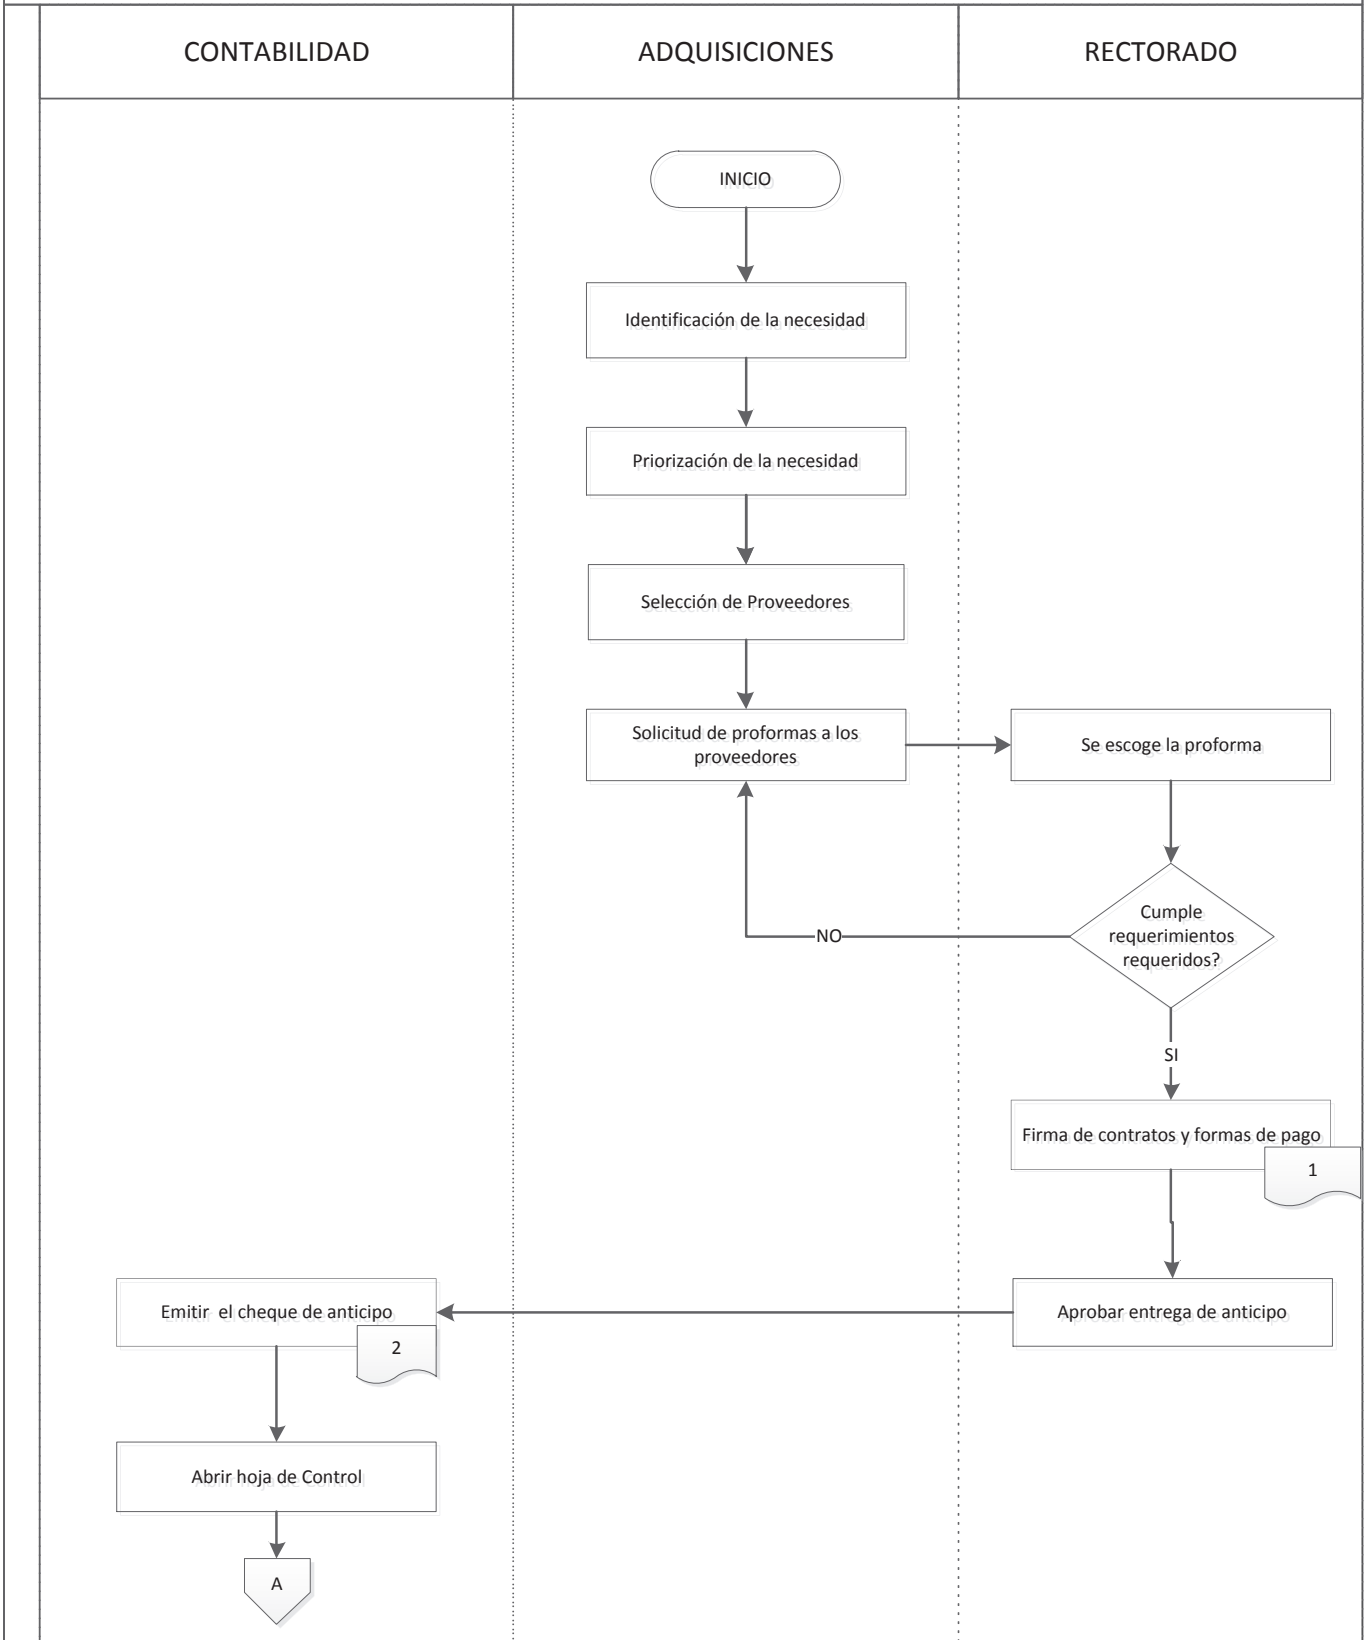 CONTABILIDAD
ADQUISICIONES
RECTORADO
INICIO
Identificación de la necesidad
Priorización de la necesidad
Selección de Proveedores
Solicitud de proformas a los
proveedores
Se escoge la proforma
Cumple
requerimientos
requeridos?
NO
SI
Firma de contratos y formas de pago
1
Aprobar entrega de anticipo
Emitir el cheque de anticipo
2
Abrir hoja de Control
A